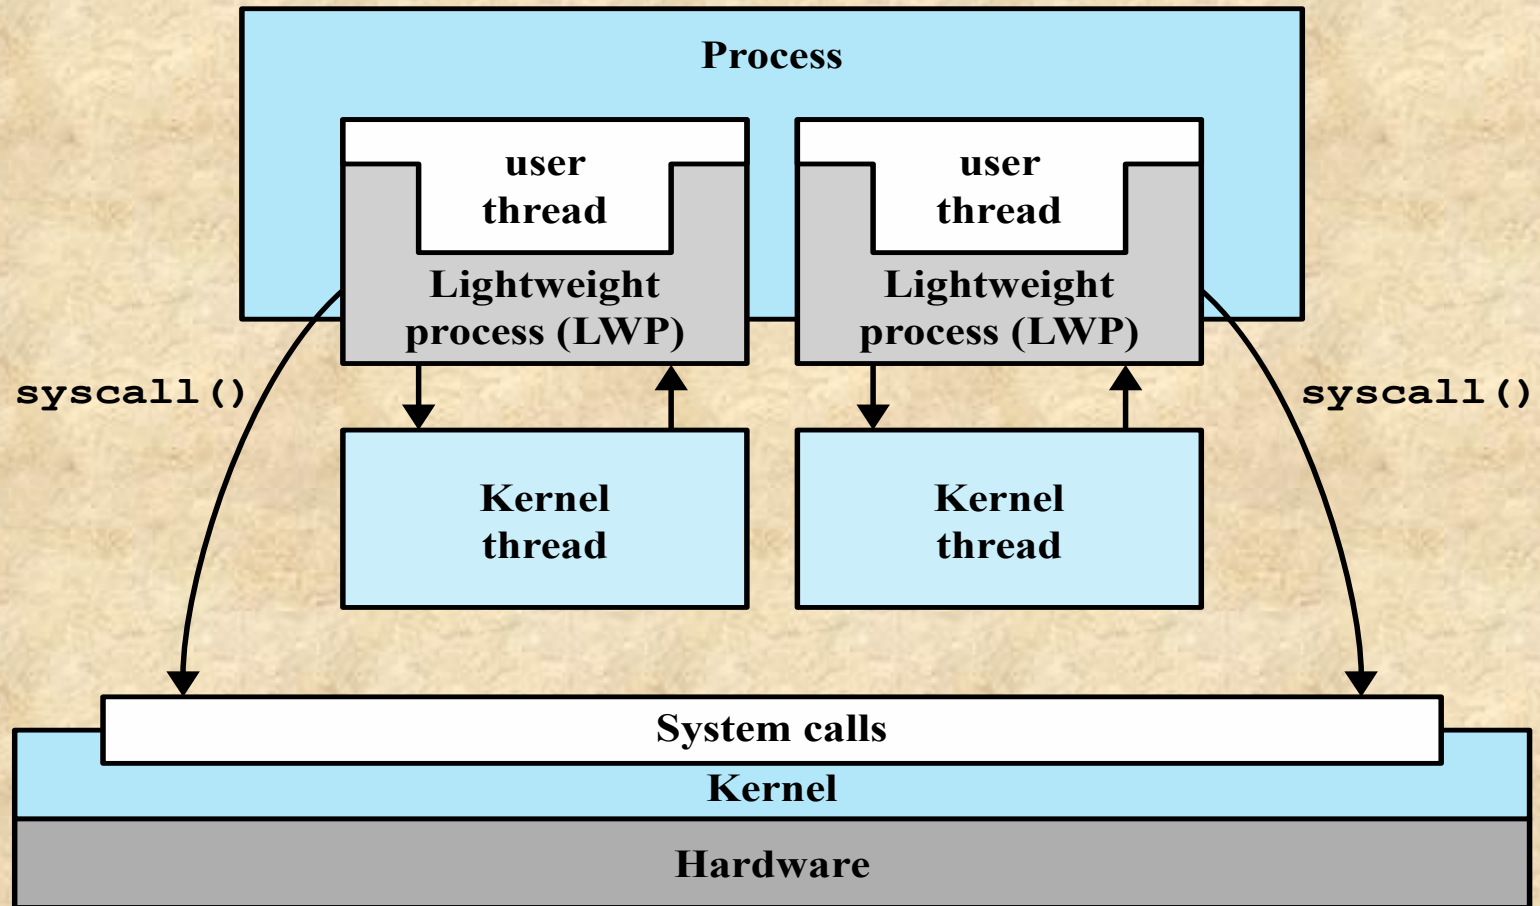 Process
user
thread
user
thread
Lightweight
process (LWP)
Lightweight
process (LWP)
syscall()
syscall()
Kernel
thread
Kernel
thread
System calls
Kernel
Hardware